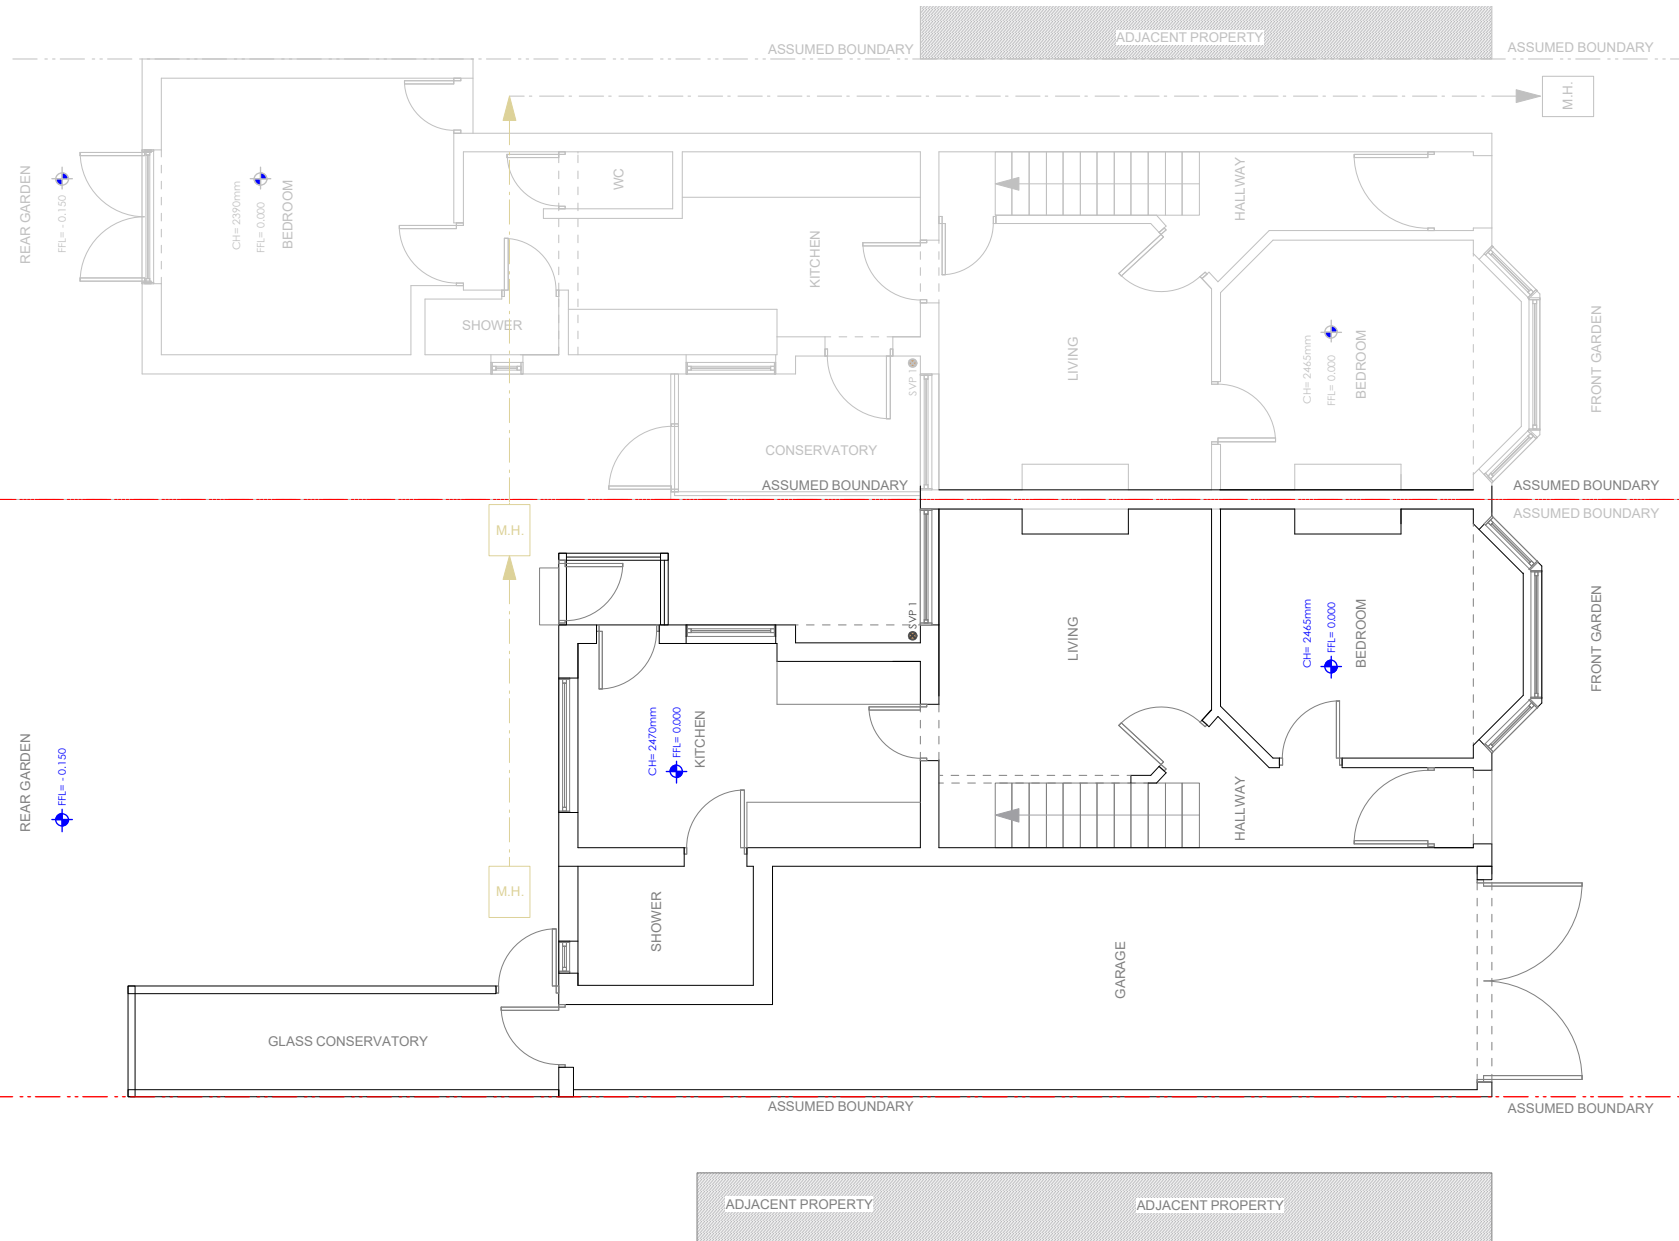 ADJACENT PROPERTY
ASSUMED BOUNDARY
ASSUMED BOUNDARY
M.H.
REAR GARDEN
FFL= - 0.150
CH= 2390mm
FFL= 0.000
BEDROOM
WC
HALLWAY
KITCHEN
SHOWER
LIVING
CH= 2465mm
FFL= 0.000
BEDROOM
FRONT GARDEN
SVP 1
CONSERVATORY
ASSUMED BOUNDARY
ASSUMED BOUNDARY
ASSUMED BOUNDARY
M.H.
SVP 1
LIVING
CH= 2465mm
FFL= 0.000
BEDROOM
FRONT GARDEN
CH= 2470mm
FFL= 0.000
KITCHEN
REAR GARDEN
FFL= - 0.150
HALLWAY
M.H.
SHOWER
GARAGE
GLASS CONSERVATORY
ASSUMED BOUNDARY
ASSUMED BOUNDARY
ADJACENT PROPERTY
ADJACENT PROPERTY